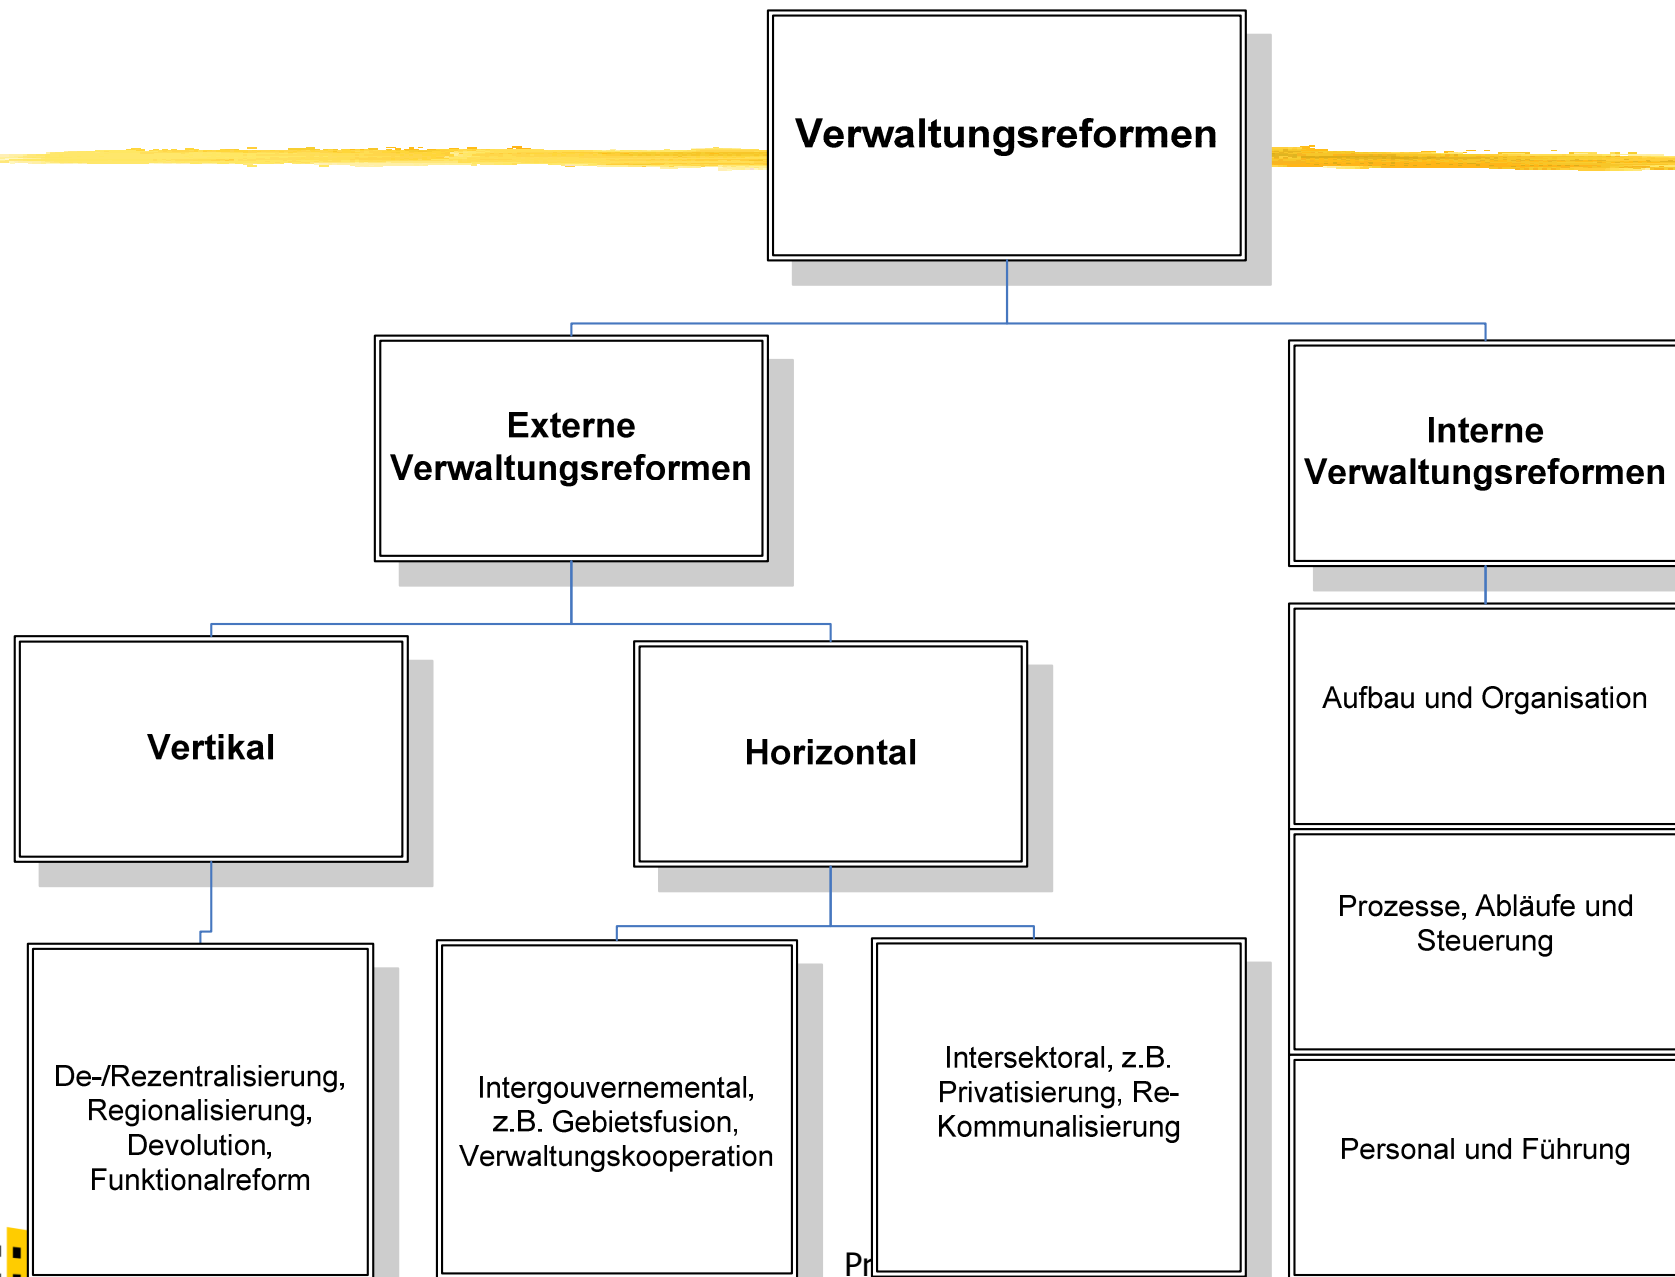 Verwaltungsreformen
Externe
Verwaltungsreformen
Interne
Verwaltungsreformen
Vertikal
Horizontal
Aufbau und Organisation
Prozesse, Abläufe und
Steuerung
Personal und Führung
De-/Rezentralisierung,
Regionalisierung,
Devolution,
Funktionalreform
Intergouvernemental,
z.B. Gebietsfusion,
Verwaltungskooperation
Intersektoral, z.B.
Privatisierung, Re-
Kommunalisierung